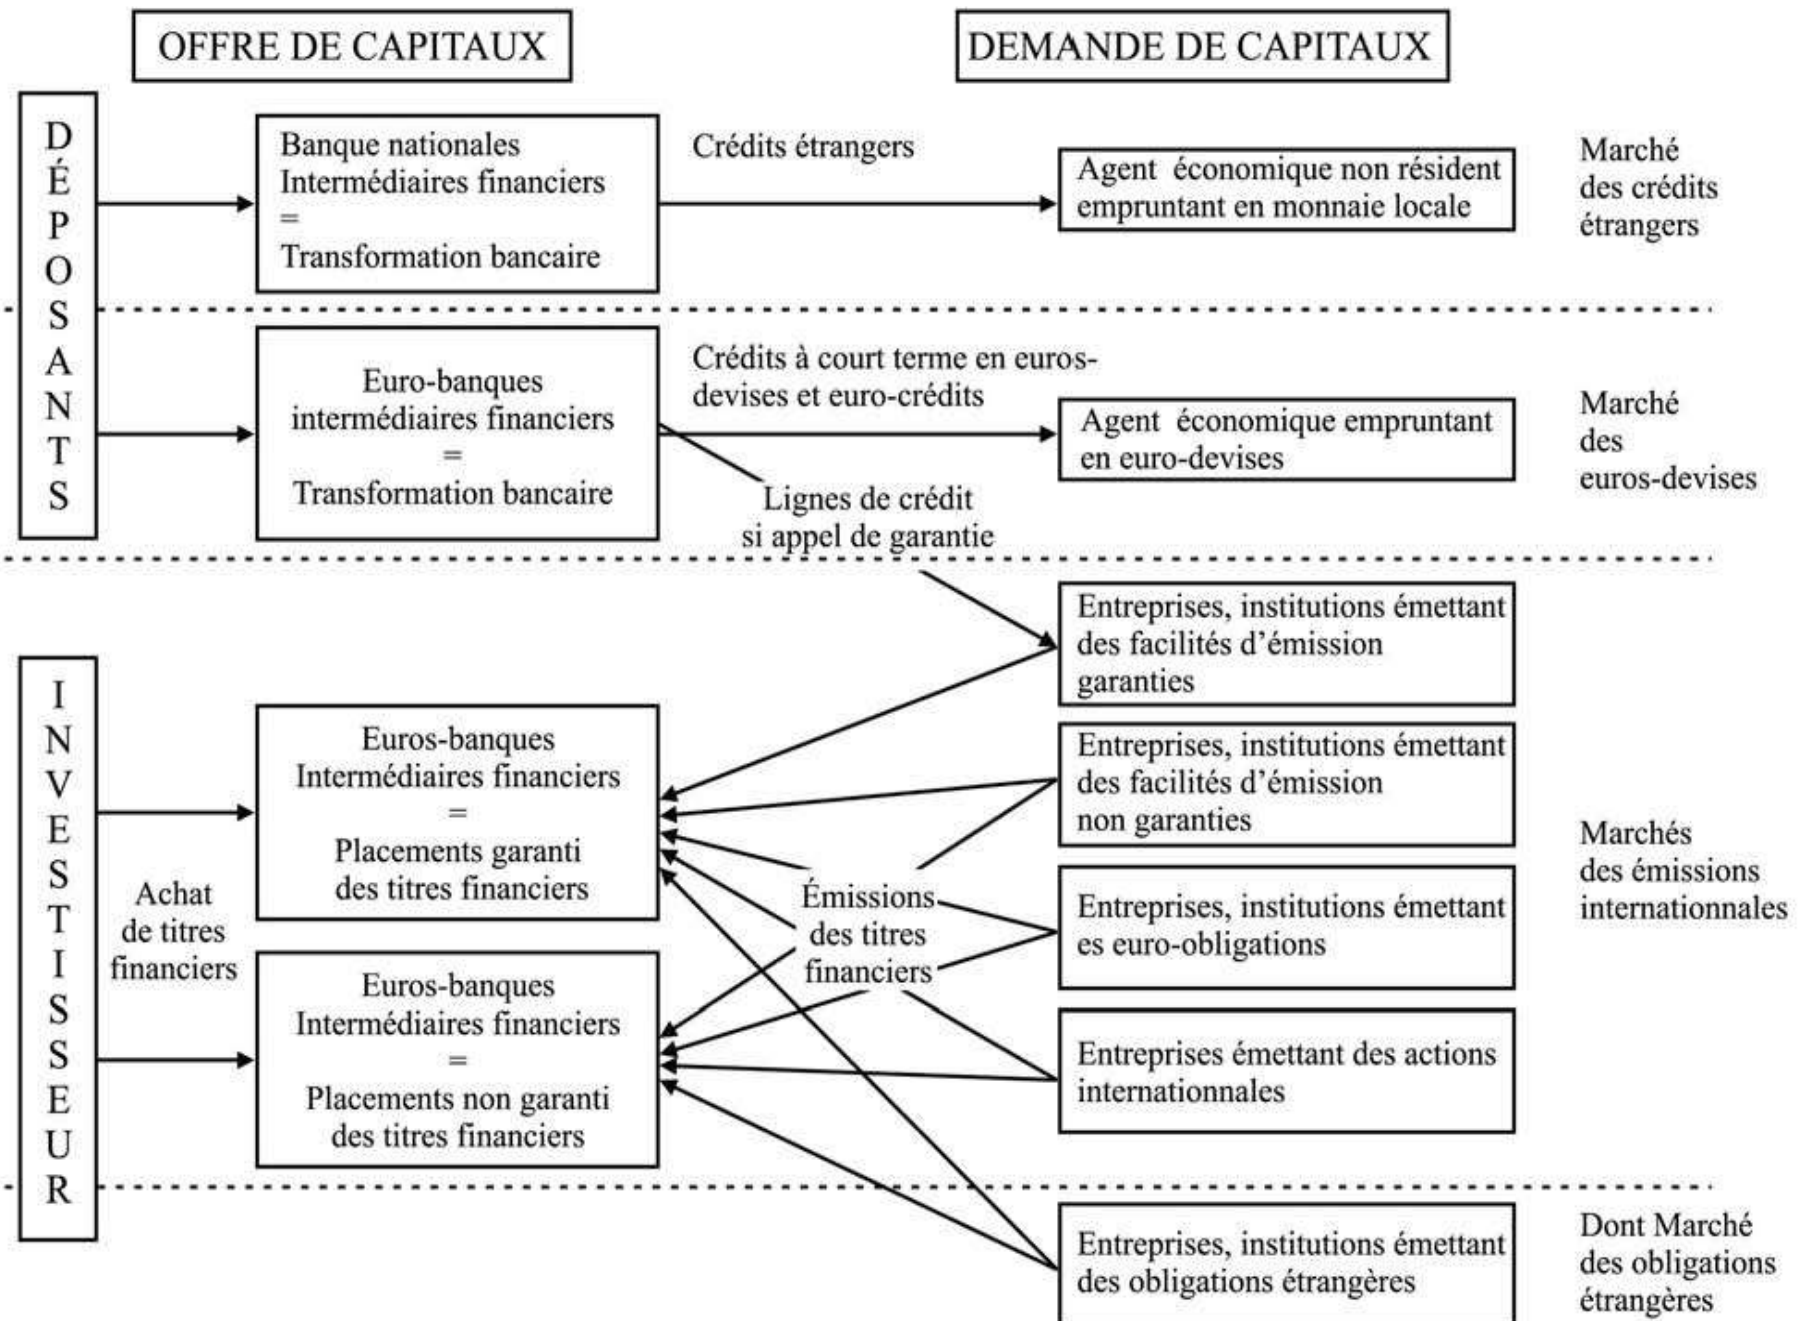 OFFRE DE CAPITAUX
DEMANDE DE CAPITAUX
DÉPOSANTS
Banque nationales
Intermédiaires financiers
=
Transformation bancaire
Crédits étrangers
Agent économique non résident
empruntant en monnaie locale
Marché
des crédits
étrangers
Euro-banques
intermédiaires financiers
=
Transformation bancaire
Crédits à court terme en euros-
devises et euro-crédits
Agent économique empruntant
en euro-devises
Marché
des
euros-devises
Lignes de crédit
si appel de garantie
INVESTISSEUR
Achat
de titres
financiers
Euros-banques
Intermédiaires financiers
=
Placements garanti
des titres financiers
Euros-banques
Intermédiaires financiers
=
Placements non garanti
des titres financiers
Émissions
des titres
financiers
Entreprises, institutions émettant
des facilités d’émission
garanties
Entreprises, institutions émettant
des facilités d’émission
non garanties
Entreprises, institutions émettant
es euro-obligations
Entreprises émettant des actions
internationnales
Marchés
des émissions
internationnales
Entreprises, institutions émettant
des obligations étrangères
Dont Marché
des obligations
étrangères